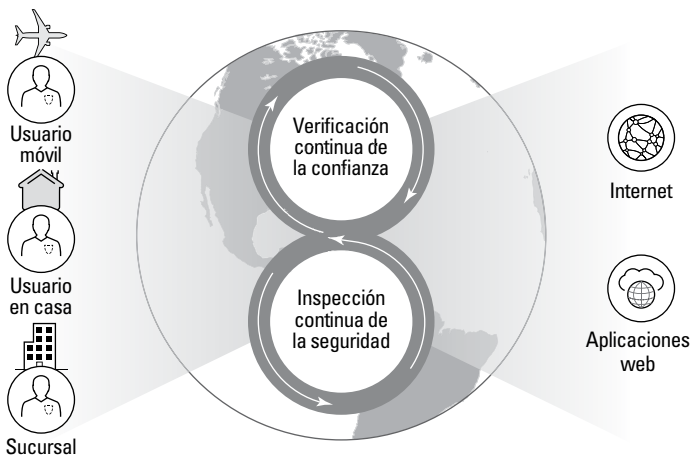 Usuario
móvil
Usuario
en casa
Sucursal
Verificación
continua de
la confianza
Inspección
continua de
la seguridad
Internet
Aplicaciones
web